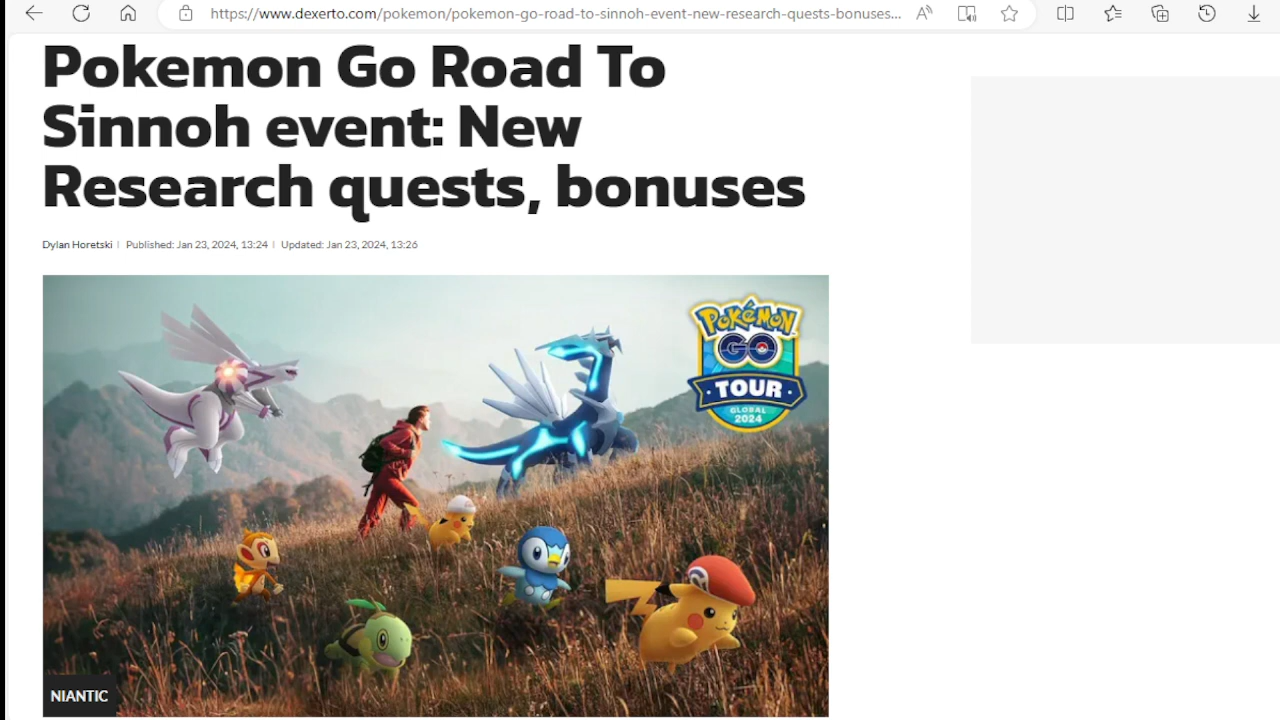 https://www.dexerto.com/pokemon/pokemon-go-road-to-sinnoh-event-new-research-quests-bonuses...
Pokemon Go Road To
Sinnoh event: New
Research quests, bonuses
Dylan Horetski | Published: Jan 23, 2024, 13:24 | Updated: Jan 23, 2024, 13:26
POKÉMON
GO
TOUR
GLOBAL
2024
NIANTIC